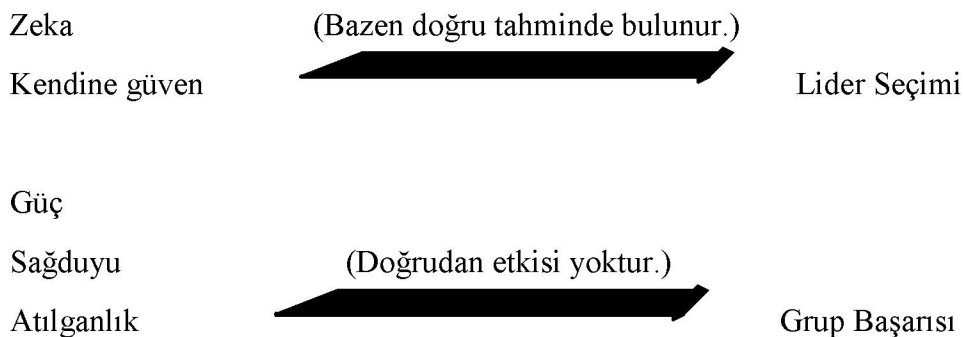 Zeka (Bazen doğru tahminde bulunur.)
Kendine güven Lider Seçimi
Güç
Sağduyu (Doğrudan etkisi yoktur.)
Atılganlık Grup Başarısı